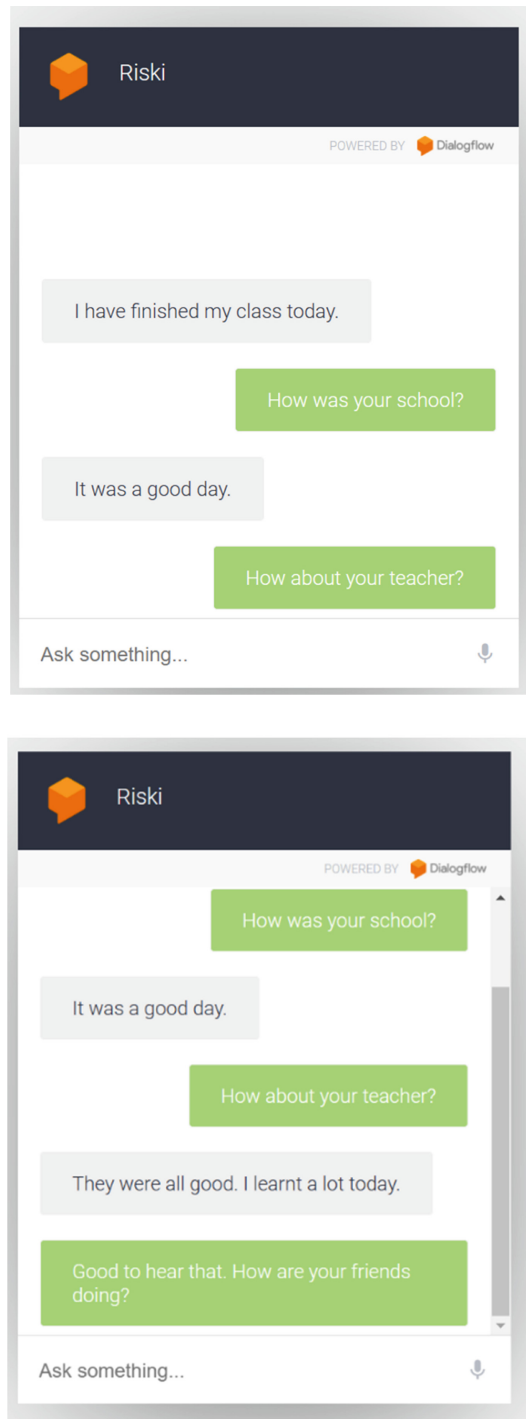 Riski
POWERED BY Dialogflow
I have finished my class today.
How was your school?
It was a good day.
How about your teacher?
Ask something...
Riski
POWERED BY Dialogflow
How was your school?
It was a good day.
How about your teacher?
They were all good. I learnt a lot today.
Good to hear that. How are your friends
doing?
Ask something...